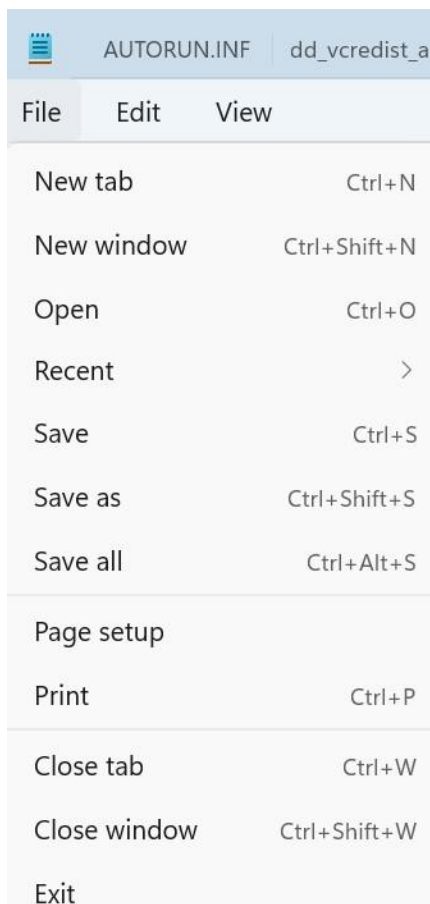 AUTORUN.INF dd_vcredist_a
File Edit View
New tab Ctrl+N
New window Ctrl+Shift+N
Open Ctrl+O
Recent
Save Ctrl+S
Save as Ctrl+Shift+S
Save all Ctrl+Alt+S
Page setup
Print Ctrl+P
Close tab Ctrl+W
Close window Ctrl+Shift+W
Exit